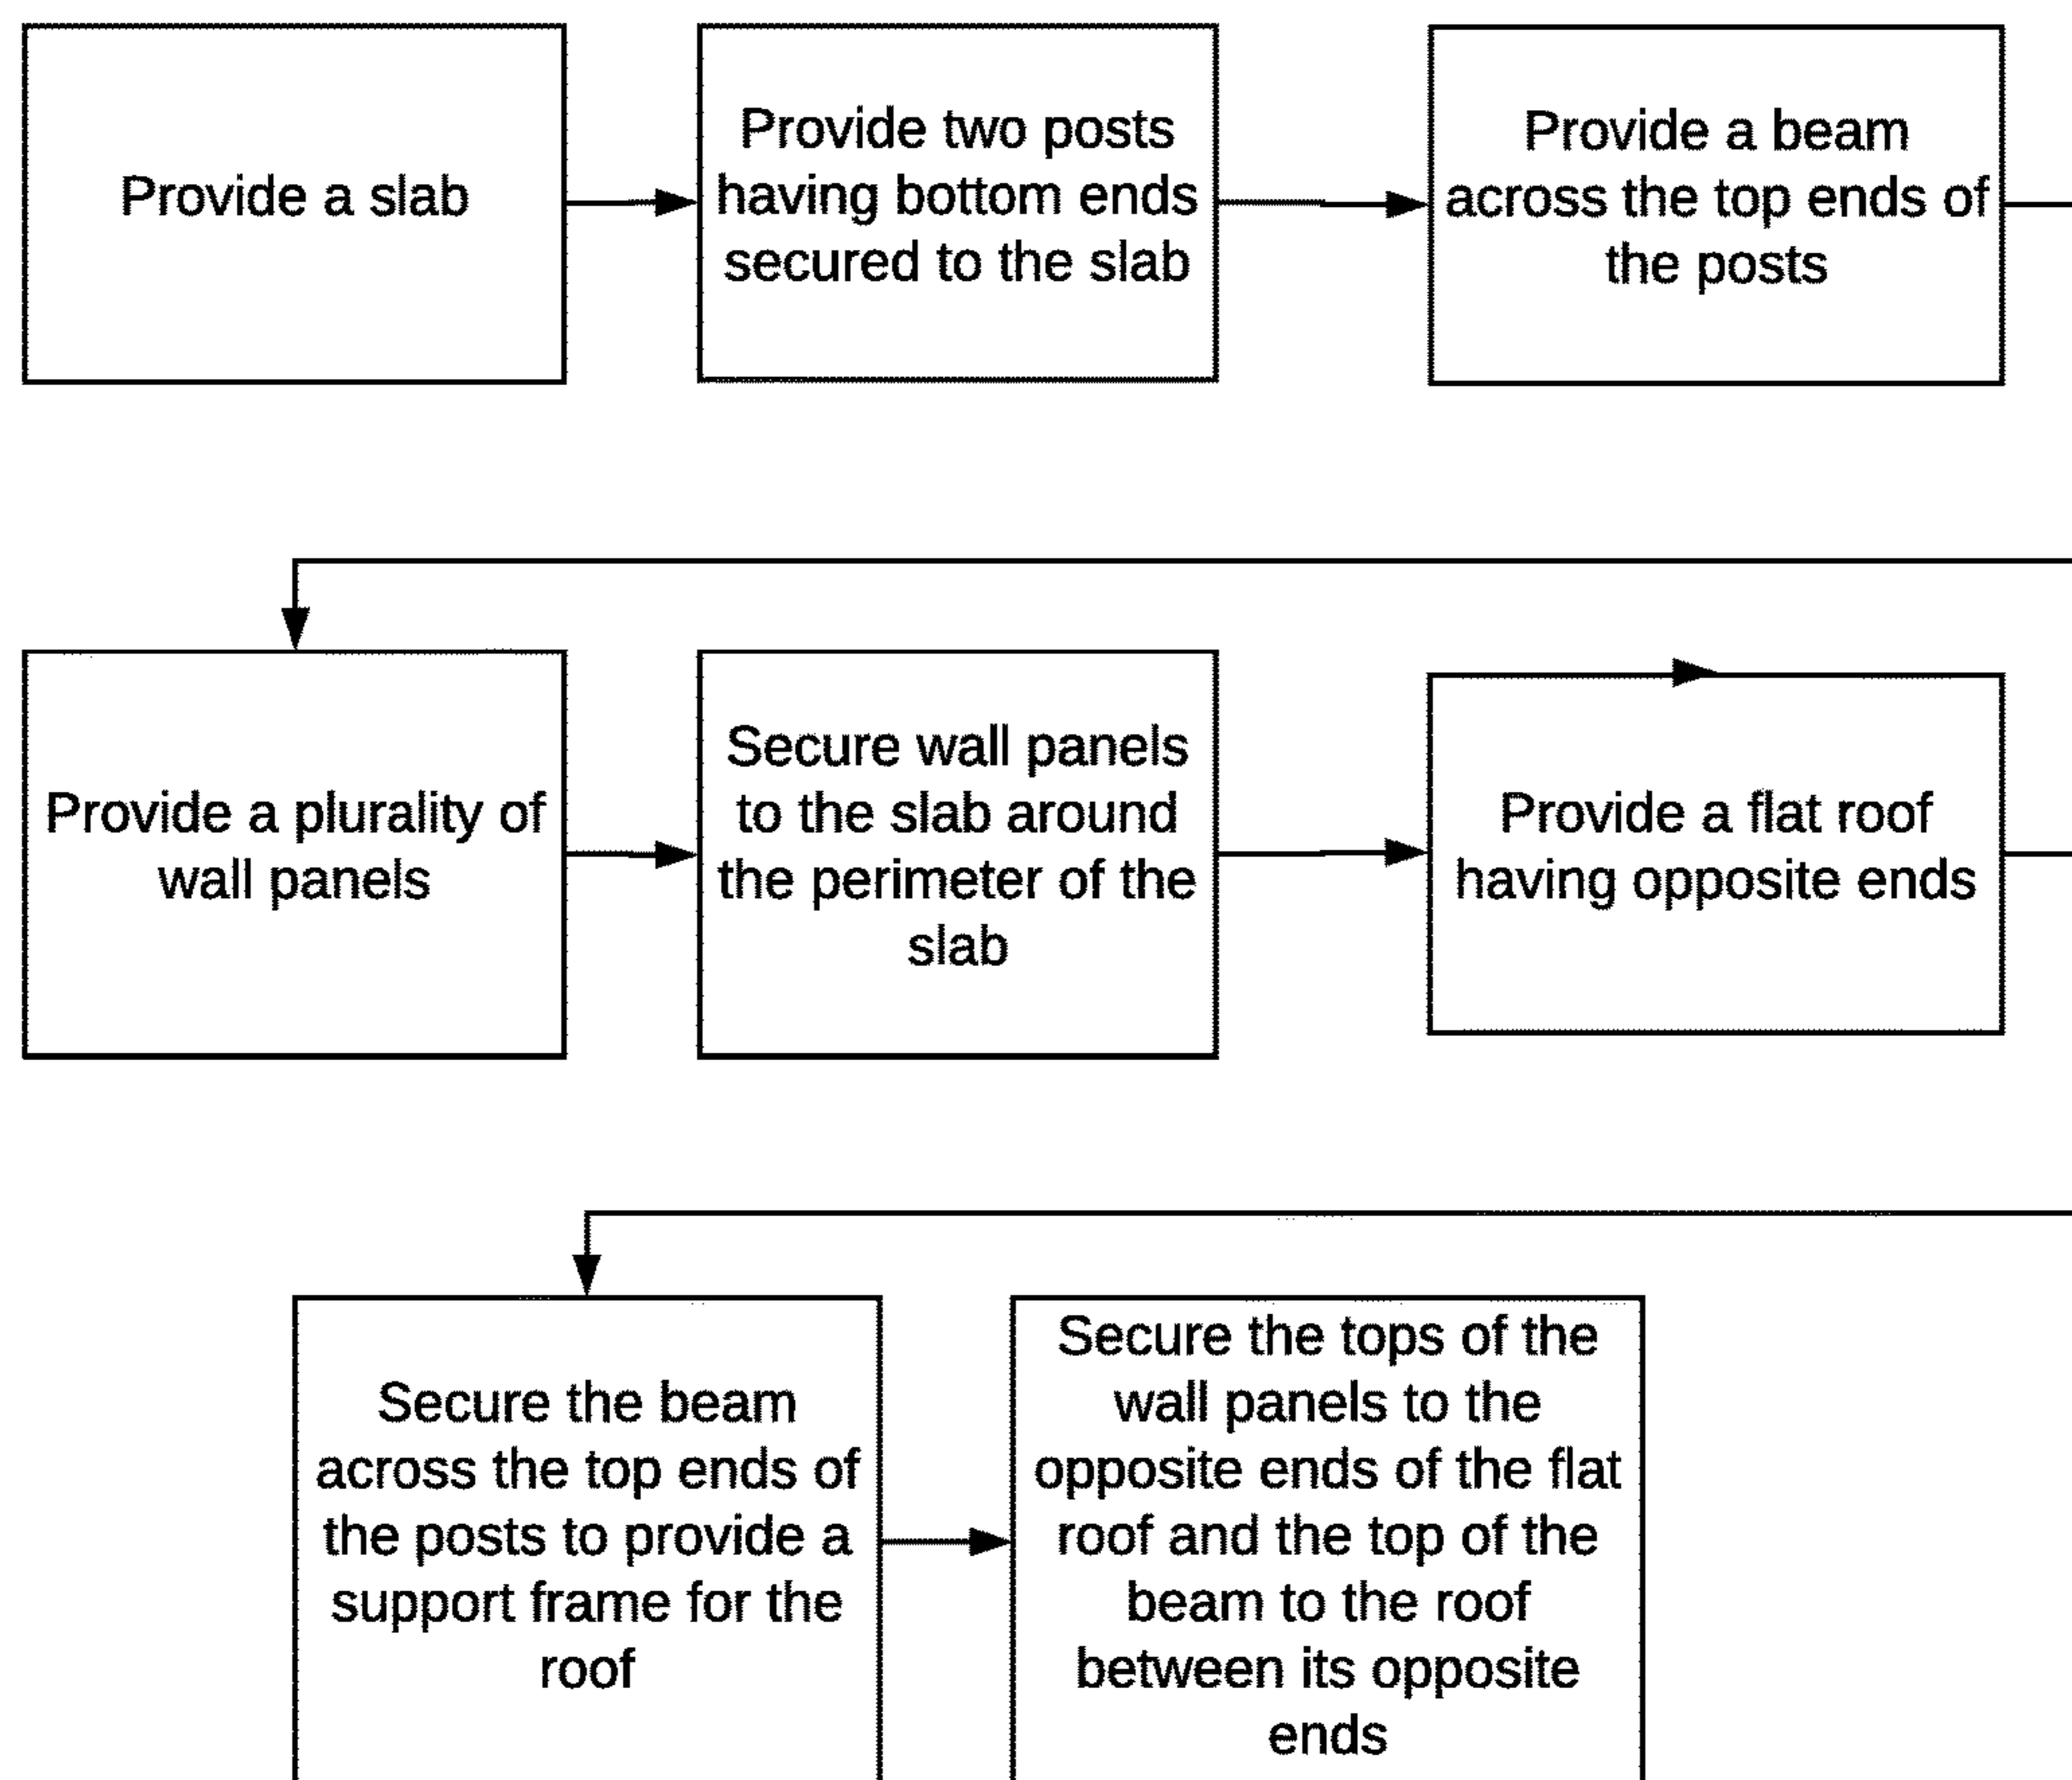 Provide a slab
Provide two posts
having bottom ends
secured to the slab
Provide a beam
across the top ends of
the posts
Provide a plurality of
wall panels
Secure wall panels
to the slab around
the perimeter of the
slab
Provide a flat roof
having opposite ends
Secure the beam
across the top ends of
the posts to provide a
support frame for the
roof
Secure the tops of the
wall panels to the
opposite ends of the flat
roof and the top of the
beam to the roof
between its opposite
ends